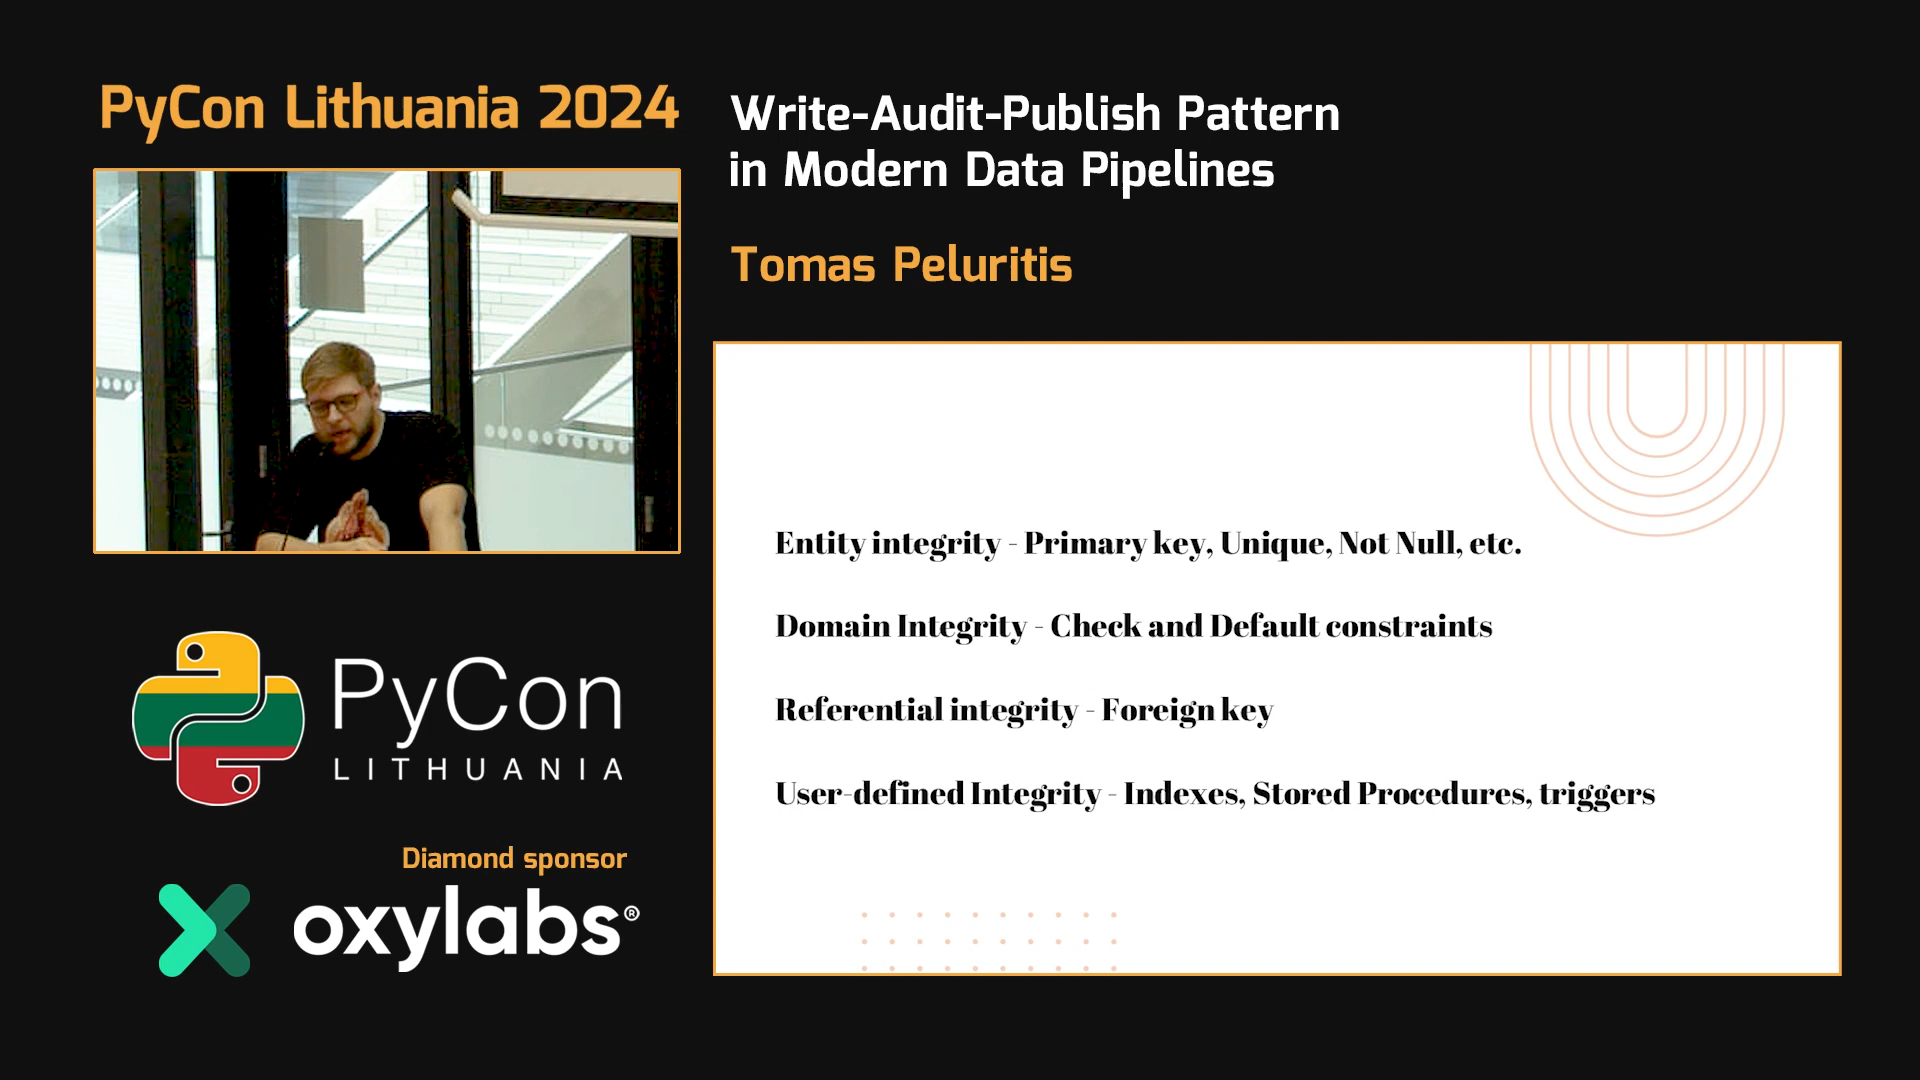 PyCon Lithuania 2024
Write-Audit-Publish Pattern
in Modern Data Pipelines
Tomas Peluritis
Entity integrity - Primary key, Unique, Not Null, etc.
Domain Integrity - Check and Default constraints
Referential integrity - Foreign key
User-defined Integrity - Indexes, Stored Procedures, triggers
PyCon
LITHUANIA
Diamond sponsor
oxylabs®